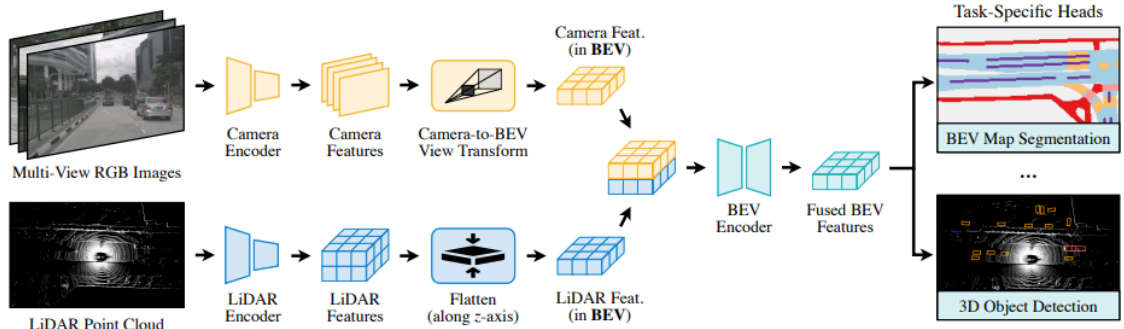 Multi-View RGB Images
Camera
Encoder
Camera
Features
Camera-to-BEV
View Transform
Camera Feat.
(in BEV)
LiDAR Point Cloud
LiDAR
Encoder
LiDAR
Features
Flatten
(along z-axis)
LiDAR Feat.
(in BEV)
BEV
Encoder
Fused BEV
Features
Task-Specific Heads
BEV Map Segmentation
...
3D Object Detection